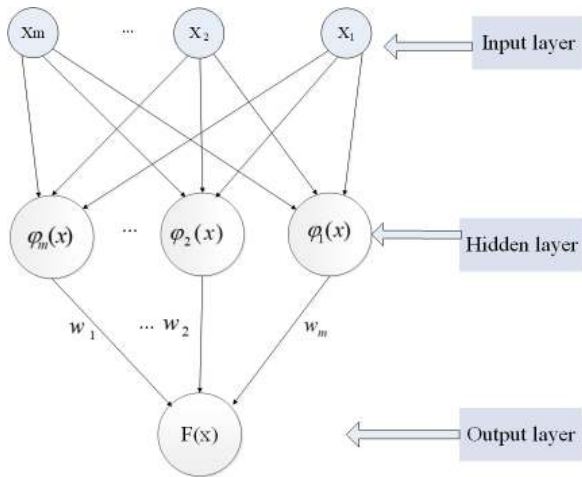 Xm ... X₂ X₁ Input layer
φₘ(x) ... φ₂(x) φ₁(x) Hidden layer
w₁ ... w₂ wₘ
F(x) Output layer